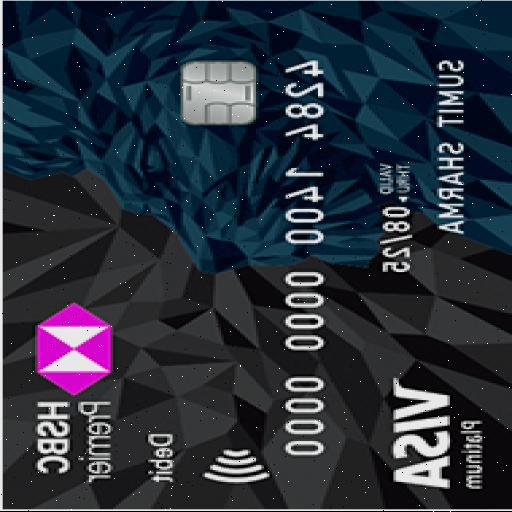 HSBC
Premier
Debit
4284 1400 0000 0000
VALID
THRU
08/25
VISA
SUMIT SHARMA
Platinum